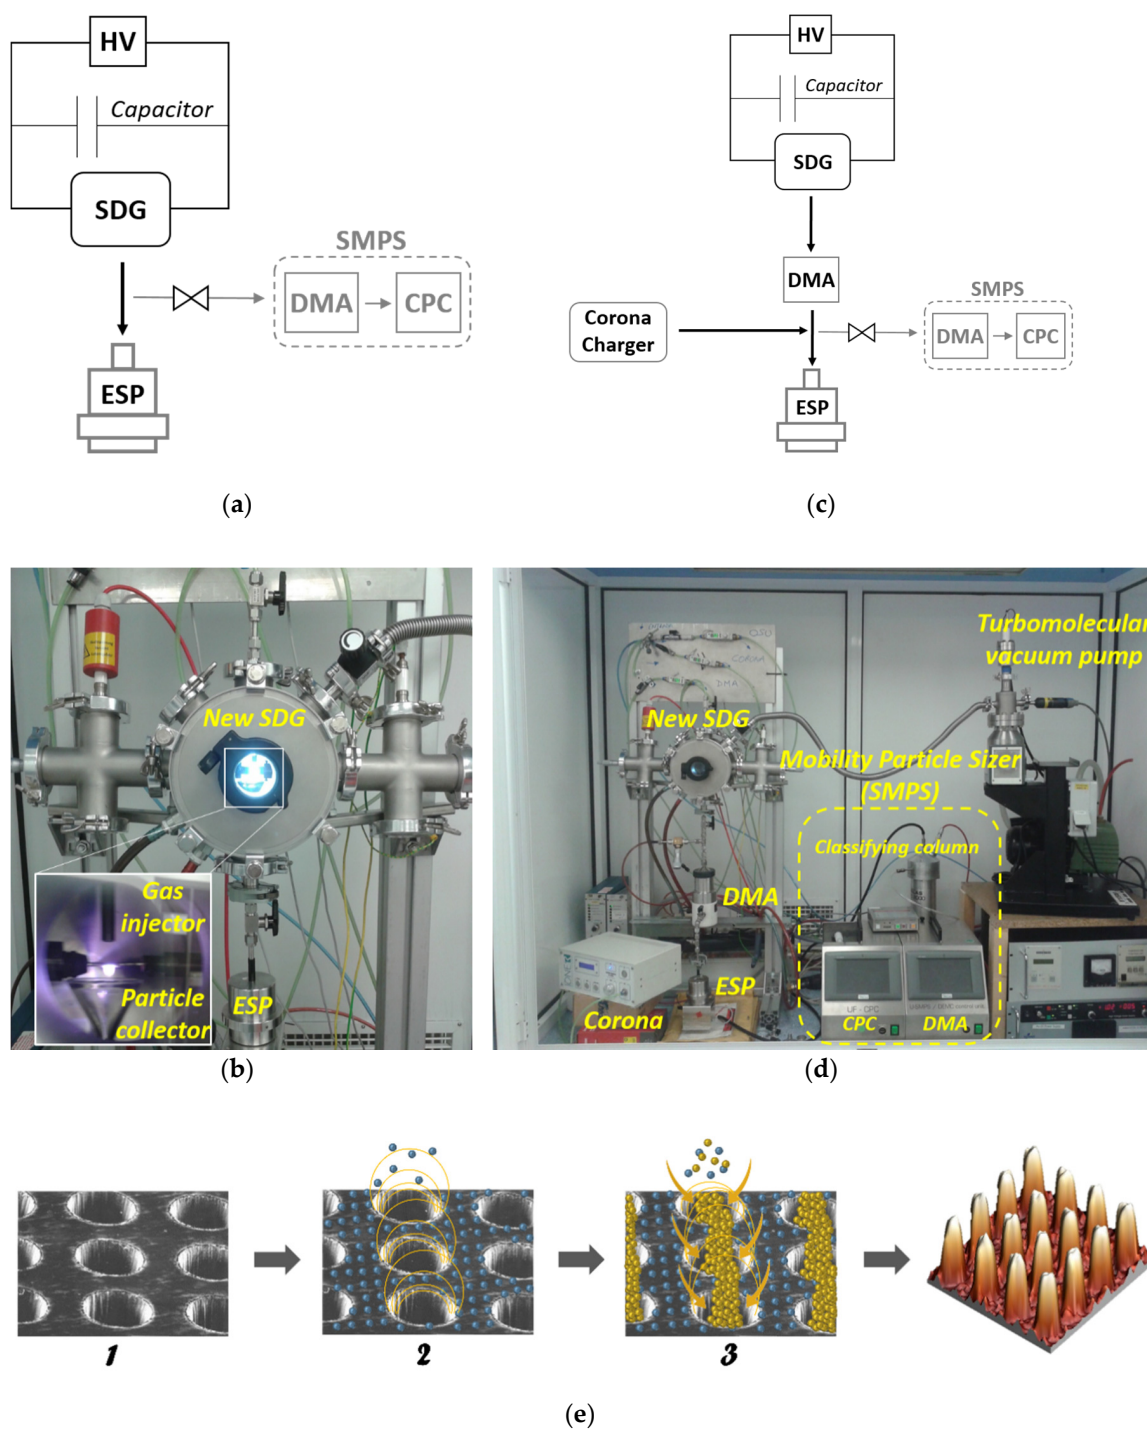 HV
Capacitor
SDG
SMPS
DMA
CPC
ESP
(a)
HV
Capacitor
SDG
DMA
Corona
Charger
SMPS
DMA
CPC
ESP
(c)
New SDG
Gas
injector
Particle
collector
ESP
(b)
Turbomolecular
vacuum pump
New SDG
Mobility Particle Sizer
(SMPS)
Classifying column
DMA
ESP
Corona
CPC
DMA
(d)
1
2
3
(e)